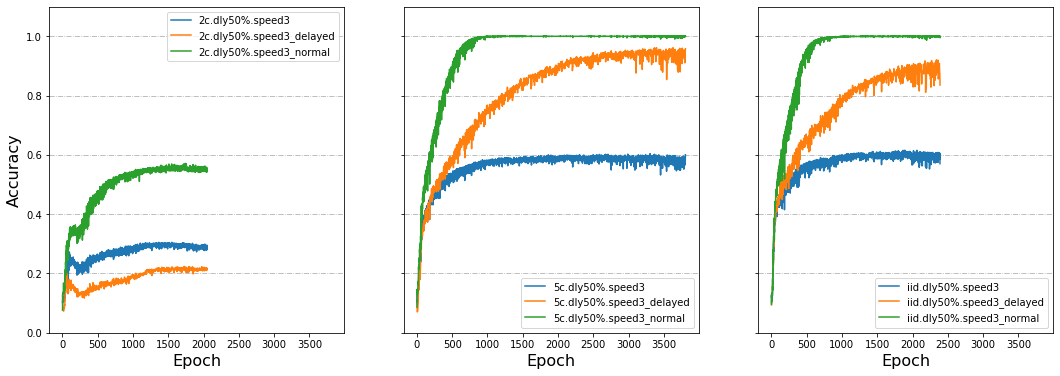 2c.dly50%.speed3
2c.dly50%.speed3_delayed
2c.dly50%.speed3_normal
Accuracy
1.0
0.8
0.6
0.4
0.2
0.0
0 500 1000 1500 2000 2500 3000 3500
Epoch
5c.dly50%.speed3
5c.dly50%.speed3_delayed
5c.dly50%.speed3_normal
0 500 1000 1500 2000 2500 3000 3500
Epoch
iid.dly50%.speed3
iid.dly50%.speed3_delayed
iid.dly50%.speed3_normal
0 500 1000 1500 2000 2500 3000 3500
Epoch